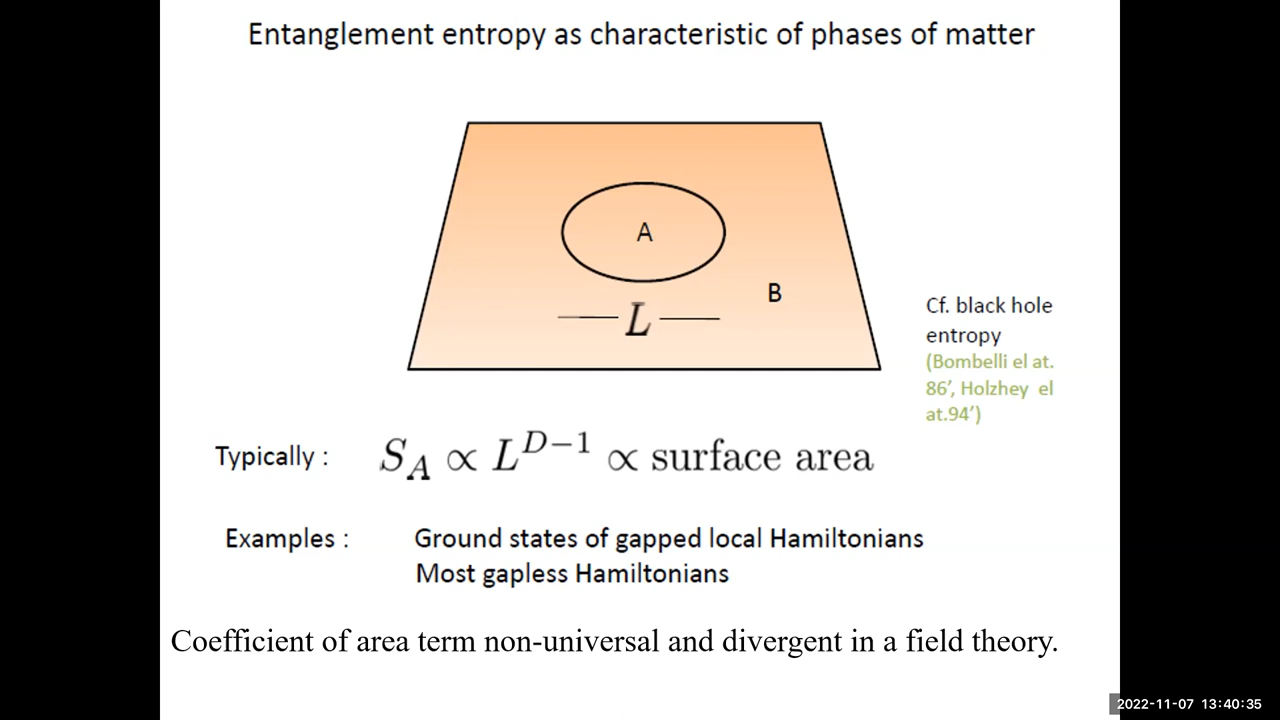 Entanglement entropy as characteristic of phases of matter
A
B
L
Cf. black hole
entropy
(Bombelli el at.
86’, Holzhey el
at.94’)
Typically : S_A ∝ L^{D−1} ∝ surface area
Examples : Ground states of gapped local Hamiltonians
Most gapless Hamiltonians
Coefficient of area term non-universal and divergent in a field theory.
2022-11-07 13:40:35